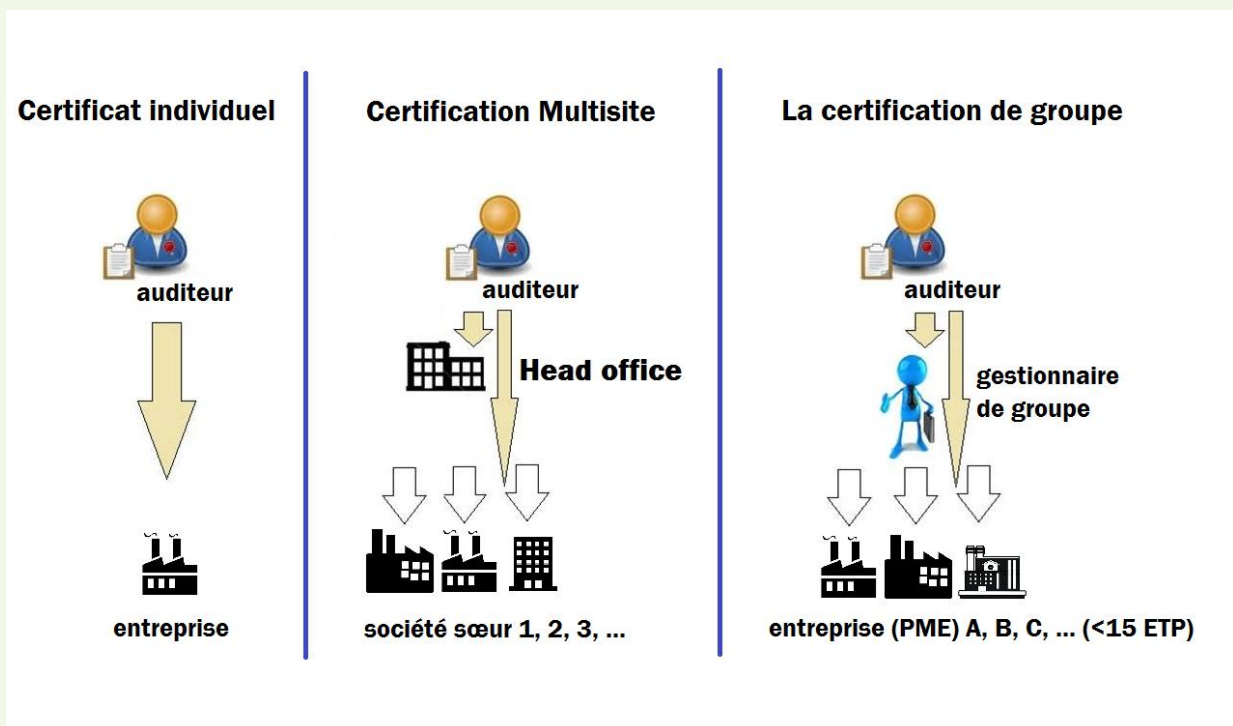 Certificat individuel
auditeur
entreprise
Certification Multisite
auditeur
Head office
société sœur 1, 2, 3, ...
La certification de groupe
auditeur
gestionnaire
de groupe
entreprise (PME) A, B, C, ... (<15 ETP)